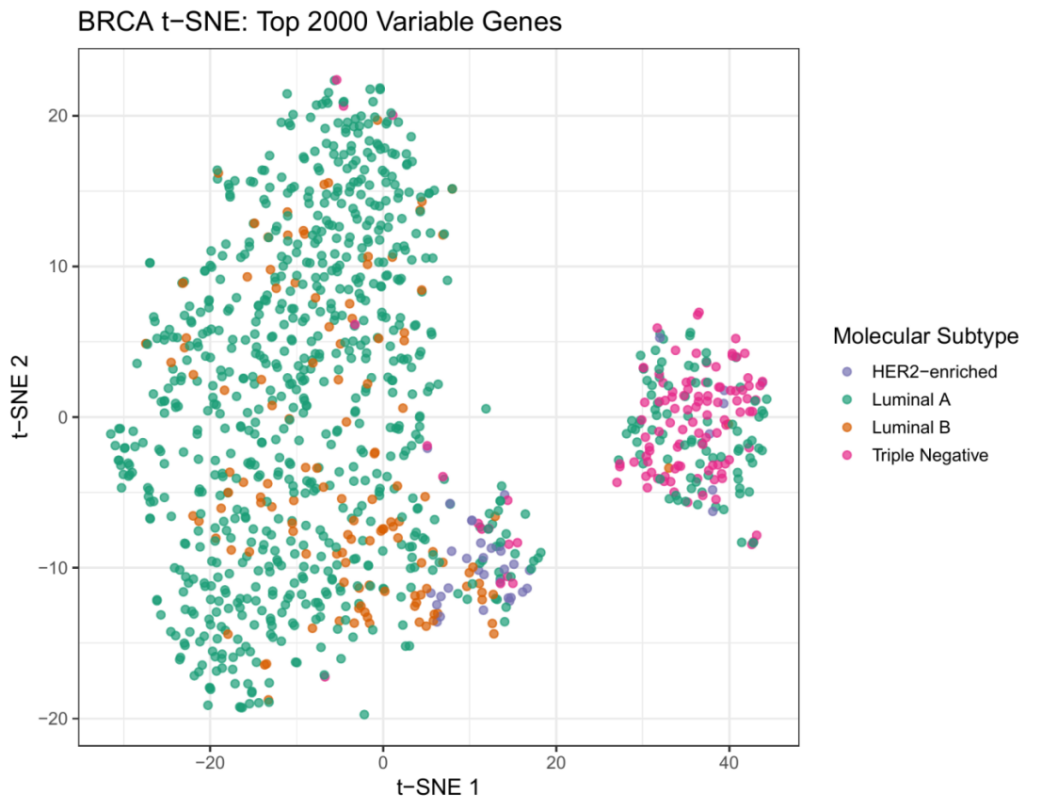 BRCA t−SNE: Top 2000 Variable Genes
20
10
0
−10
−20
t−SNE 2
−20
0
20
40
t−SNE 1
Molecular Subtype
HER2−enriched
Luminal A
Luminal B
Triple Negative